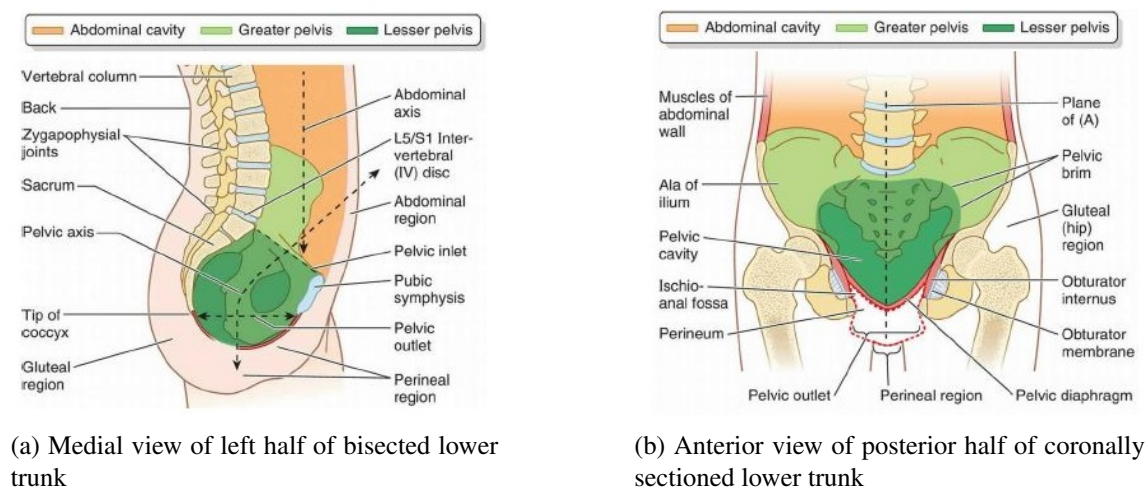 Abdominal cavity Greater pelvis Lesser pelvis
Vertebral column
Back
Zygapophysial
joints
Sacrum
Pelvic axis
Tip of
coccyx
Gluteal
region
Abdominal
axis
L5/S1 Inter-
vertebral
(IV) disc
Abdominal
region
Pelvic inlet
Pubic
symphysis
Pelvic
outlet
Perineal
region
(a) Medial view of left half of bisected lower
trunk
Abdominal cavity Greater pelvis Lesser pelvis
Muscles of
abdominal
wall
Ala of
ilium
Pelvic
cavity
Ischio-
anal fossa
Perineum
Plane
of (A)
Pelvic
brim
Gluteal
(hip)
region
Obturator
internus
Obturator
membrane
Pelvic outlet Perineal region Pelvic diaphragm
(b) Anterior view of posterior half of coronally
sectioned lower trunk